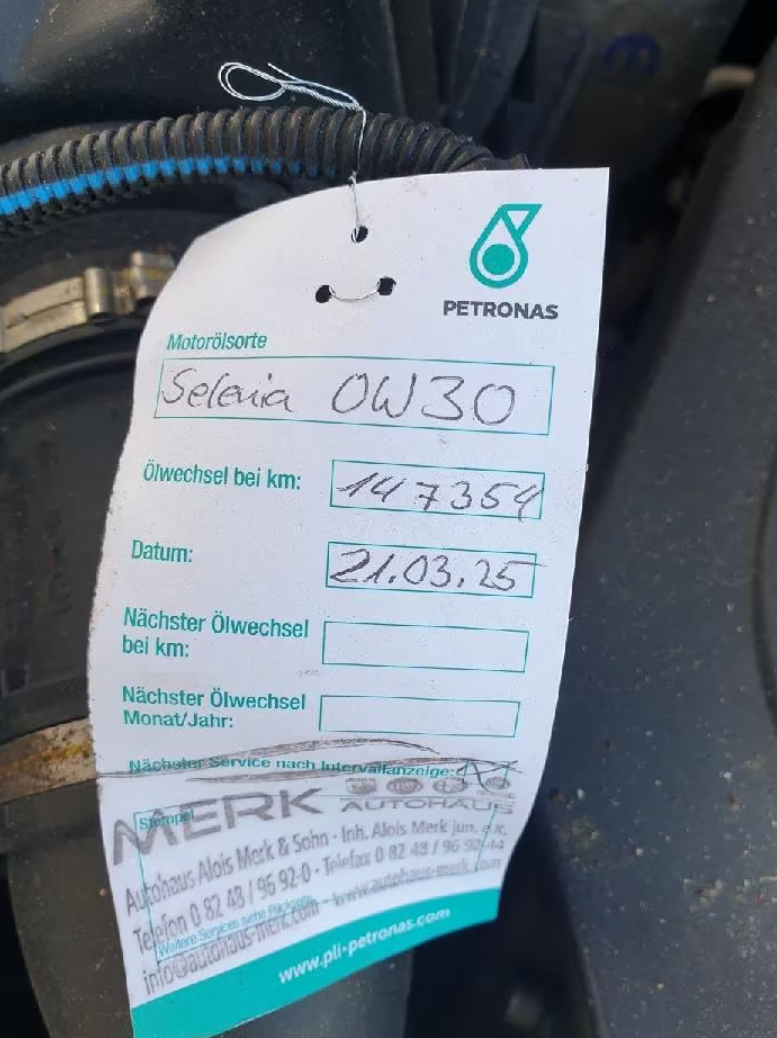 PETRONAS
Motorölsorte
Selenia 0W30
Ölwechsel bei km: 147354
Datum: 21.03.25
Nächster Ölwechsel
bei km:
Nächster Ölwechsel
Monat/Jahr:
Nächster Service nach Intervallanzeige:
Stempel
MERK
AUTOHAUS
Autohaus Alois Merk & Sohn · Inh. Alois Merk jun. e.K.
Telefon 0 82 48 / 96 92-0 · Telefax 0 82 48 / 96 92-44
Weitere Services siehe Rückseite
info@autohaus-merk.com · www.autohaus-merk.com
www.pli-petronas.com